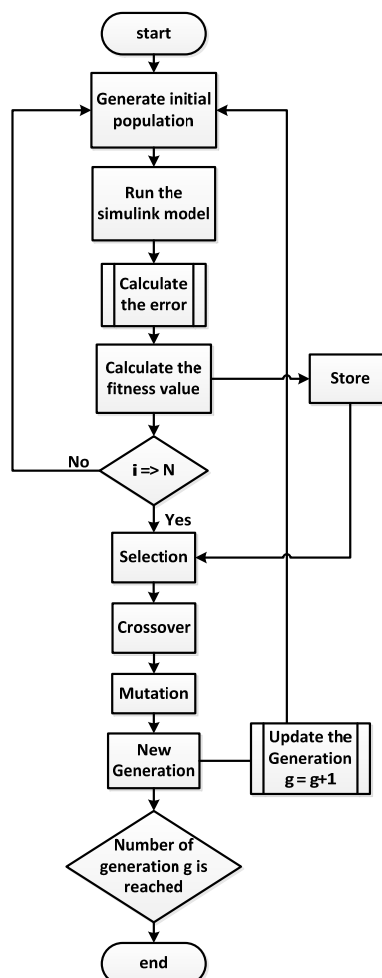 start
Generate initial
population
Run the
simulink model
Calculate
the error
Calculate the
fitness value
Store
No
i => N
Yes
Selection
Crossover
Mutation
New
Generation
Update the
Generation
g = g+1
Number of
generation g is
reached
end